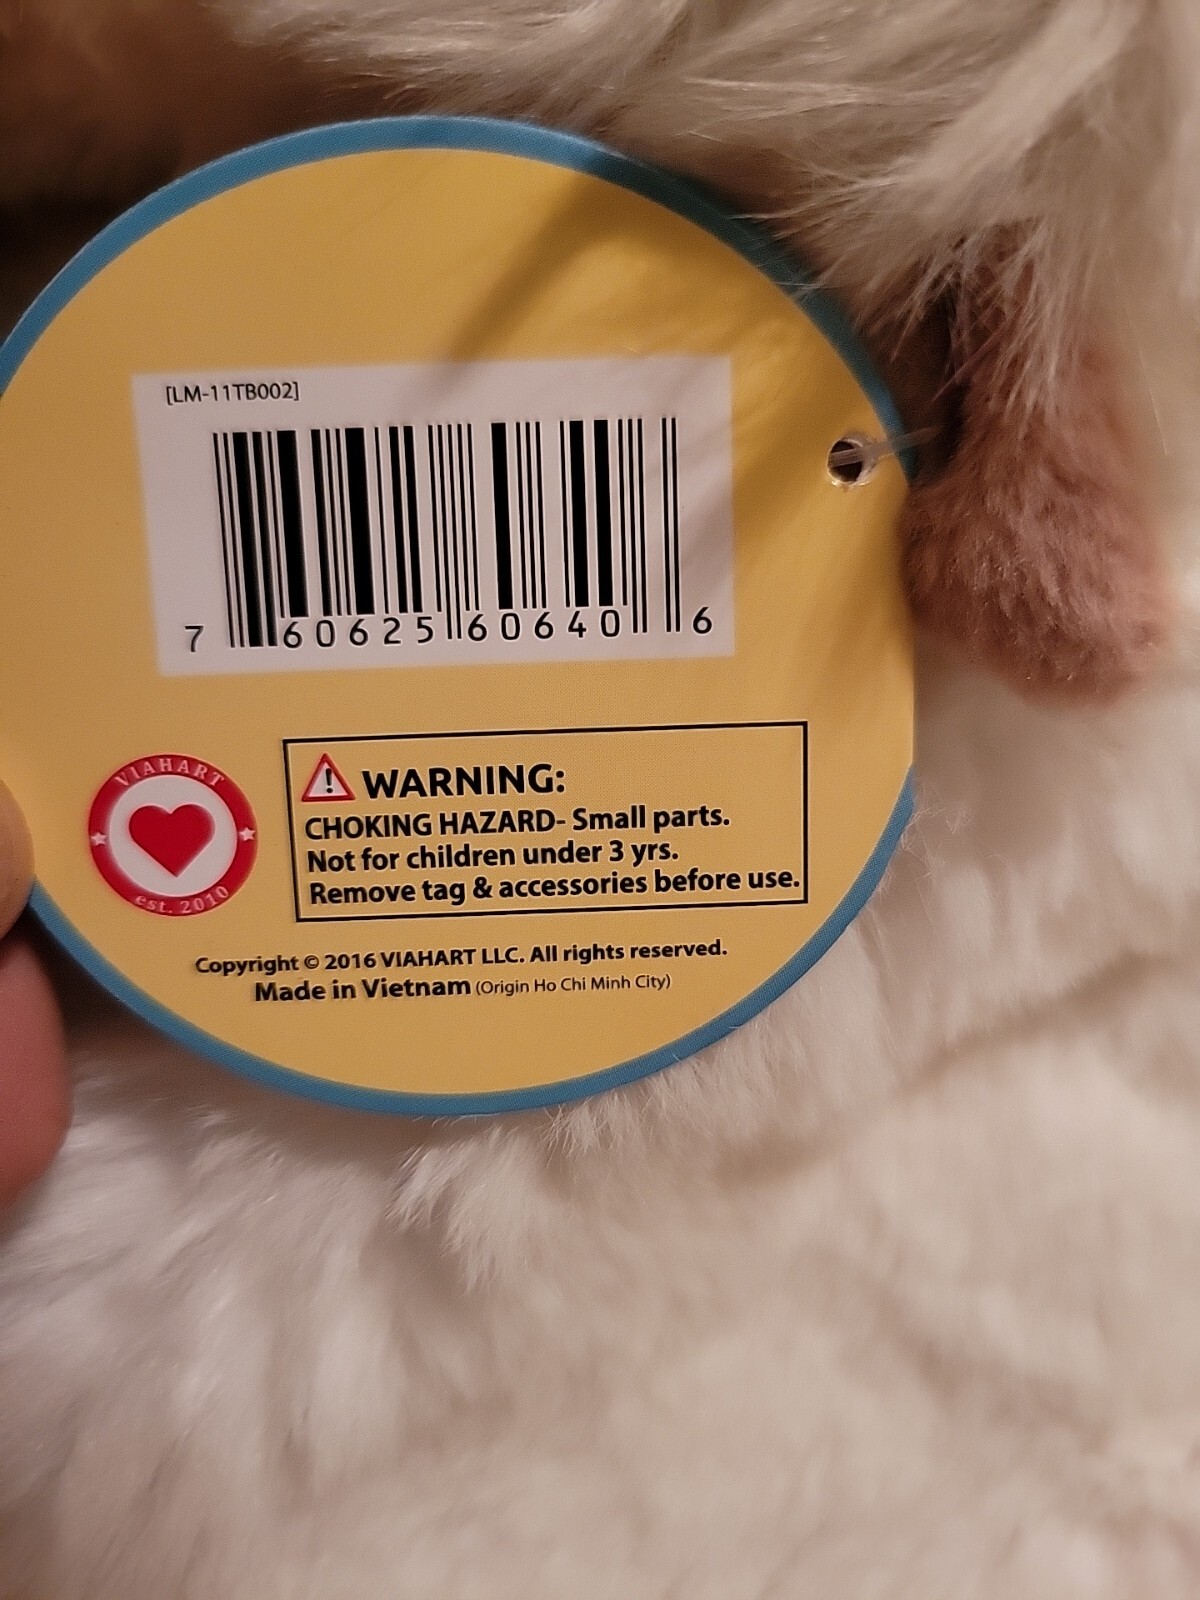 [LM-11TB002]
7 60625 60640 6
VIAHART
est. 2010
! WARNING:
CHOKING HAZARD- Small parts.
Not for children under 3 yrs.
Remove tag & accessories before use.
Copyright © 2016 VIAHART LLC. All rights reserved.
Made in Vietnam (Origin Ho Chi Minh City)